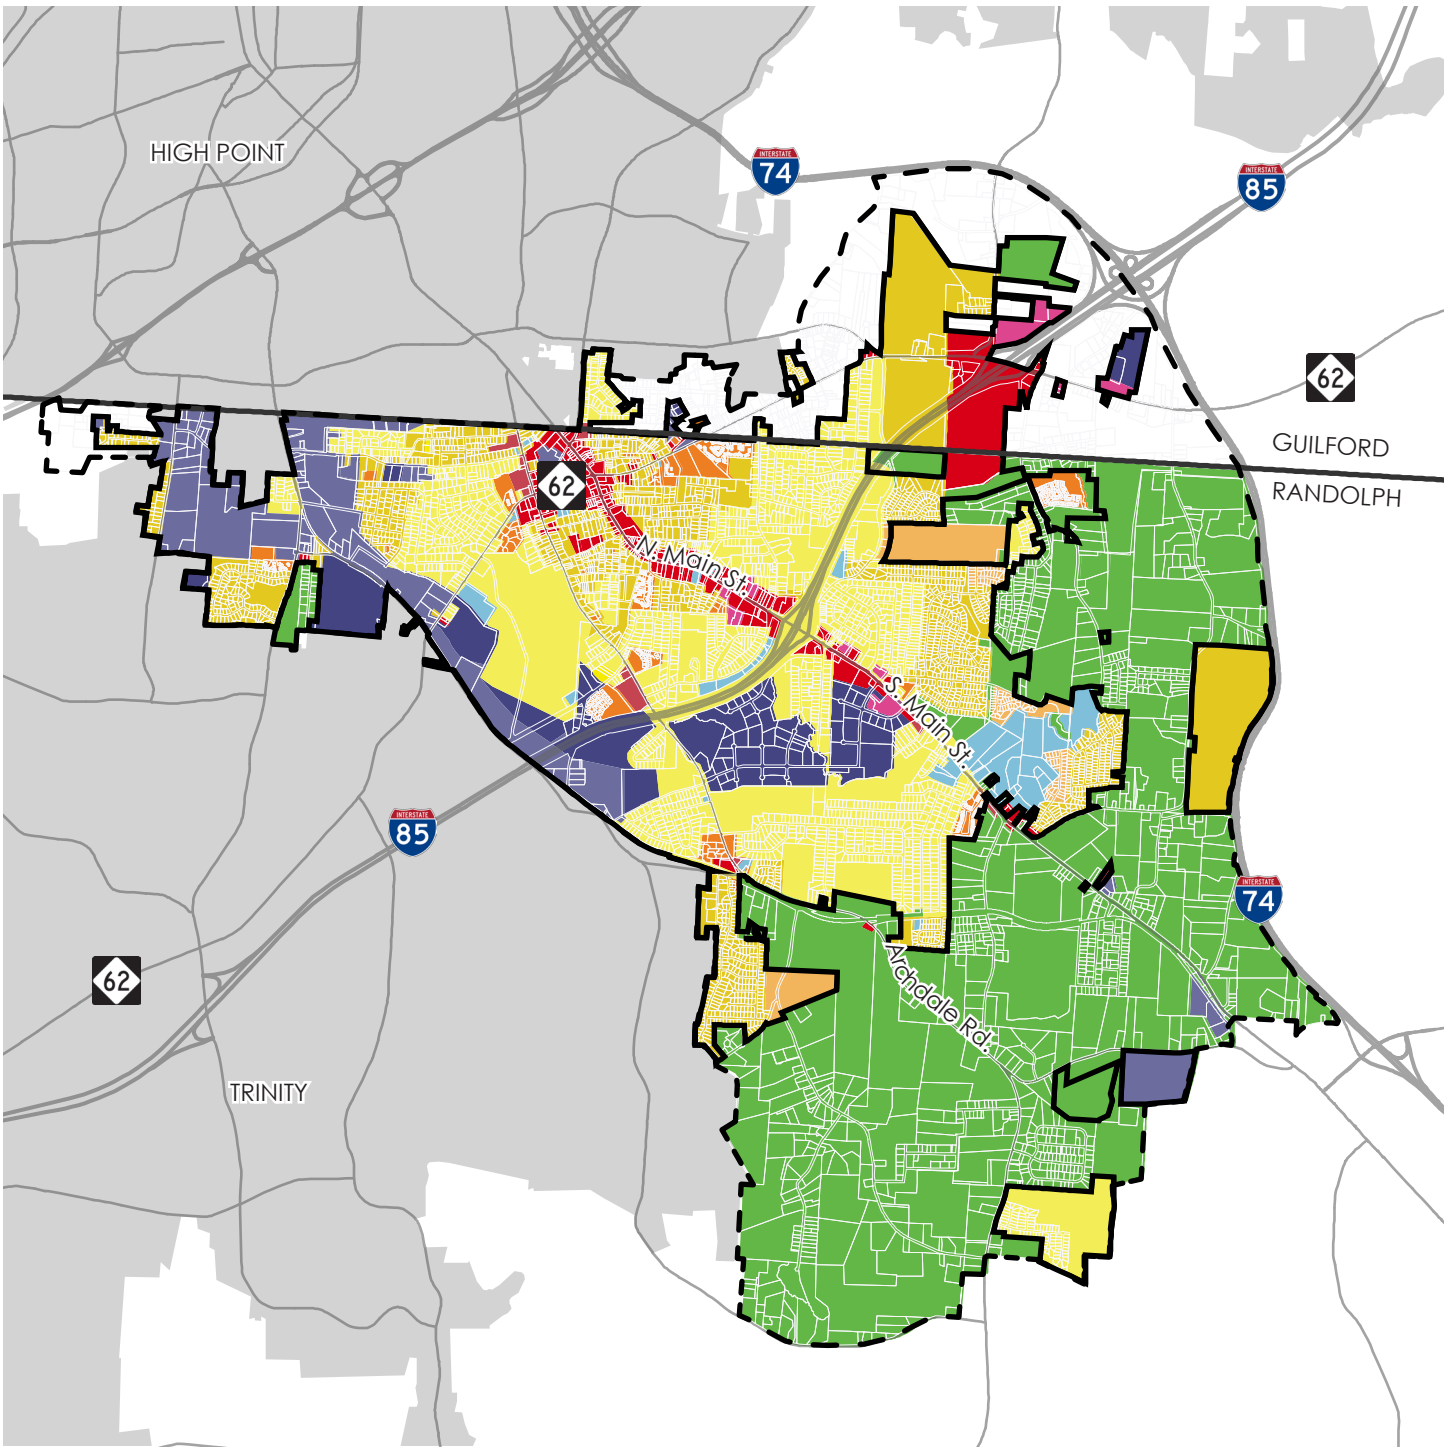 HIGH POINT
INTERSTATE
74
INTERSTATE
85
62
GUILFORD
RANDOLPH
62
N. Main St.
S. Main St.
INTERSTATE
85
INTERSTATE
74
62
Archdale Rd.
TRINITY